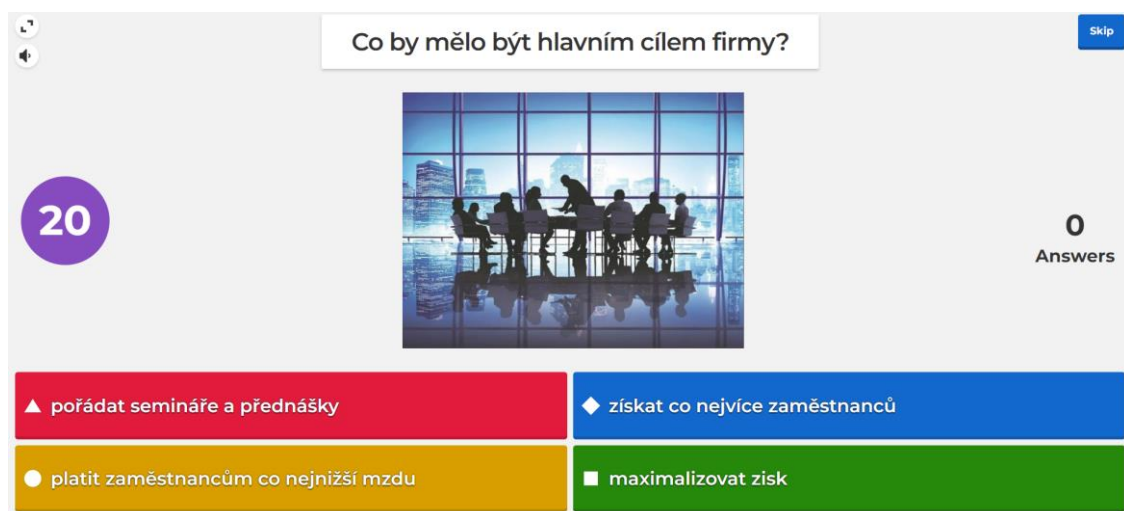 Co by mělo být hlavním cílem firmy?
Skip
20
0
Answers
pořádat semináře a přednášky
získat co nejvíce zaměstnanců
platit zaměstnancům co nejnižší mzdu
maximalizovat zisk